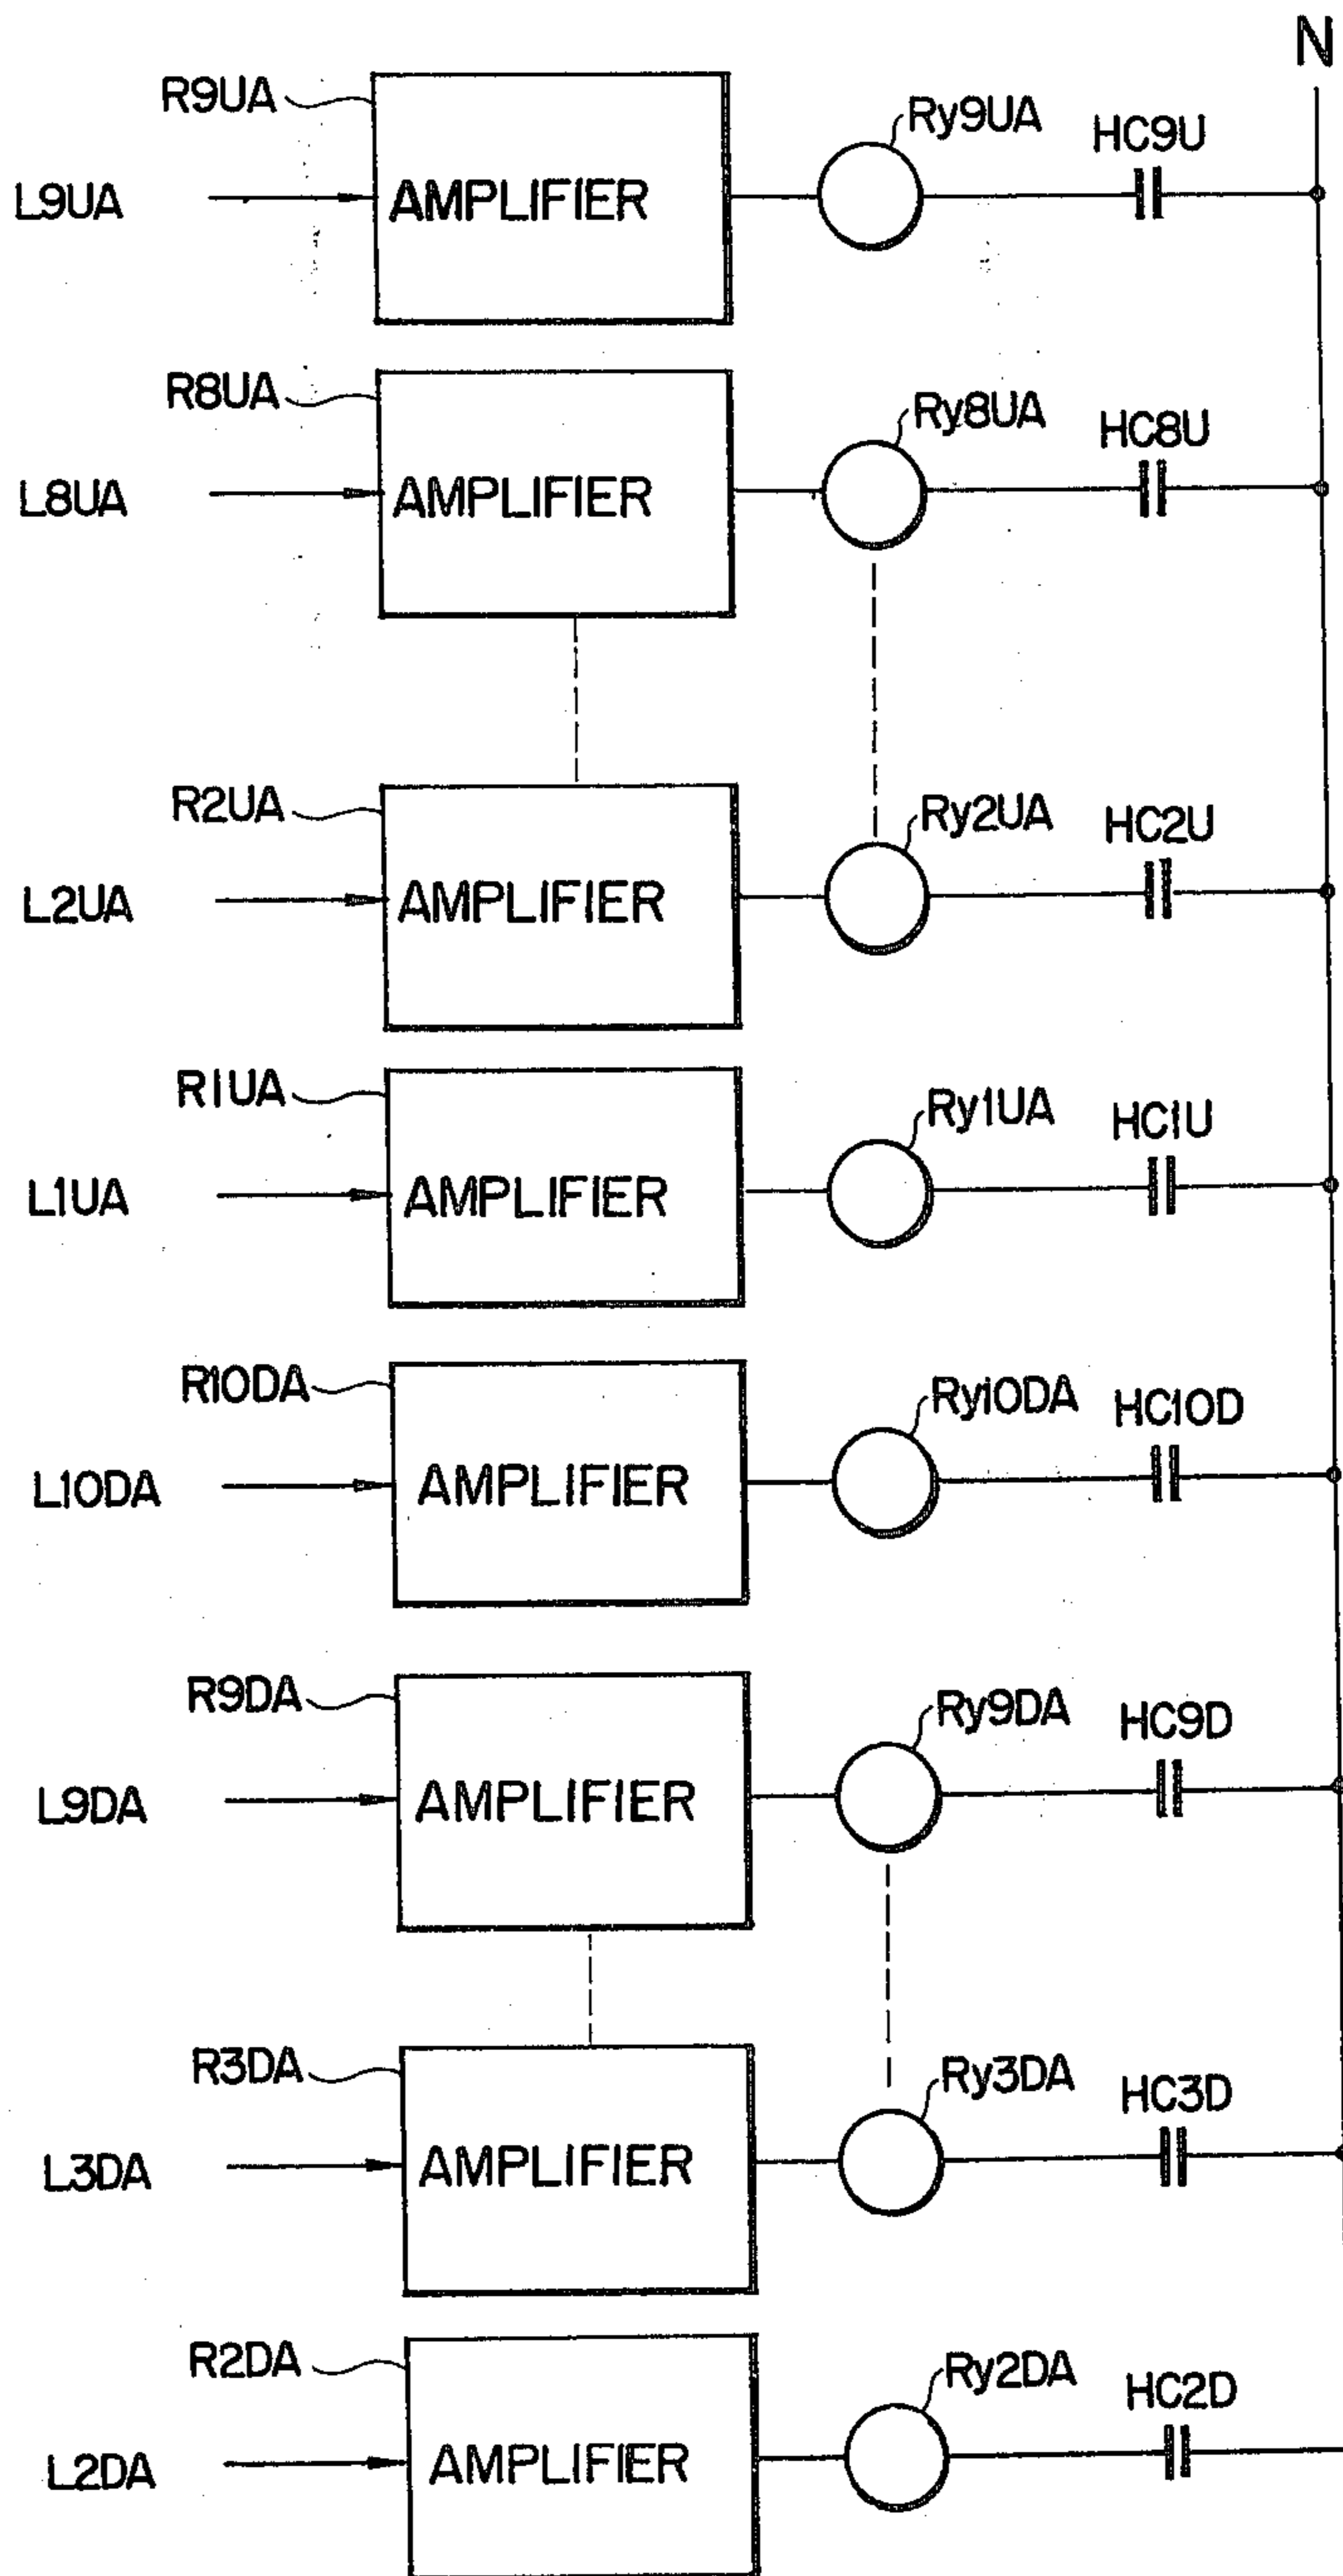 N
R9UA
Ry9UA
HC9U
L9UA
AMPLIFIER
R8UA
Ry8UA
HC8U
L8UA
AMPLIFIER
R2UA
Ry2UA
HC2U
L2UA
AMPLIFIER
R1UA
Ry1UA
HC1U
L1UA
AMPLIFIER
R10DA
Ry10DA
HC10D
L10DA
AMPLIFIER
R9DA
Ry9DA
HC9D
L9DA
AMPLIFIER
R3DA
Ry3DA
HC3D
L3DA
AMPLIFIER
R2DA
Ry2DA
HC2D
L2DA
AMPLIFIER